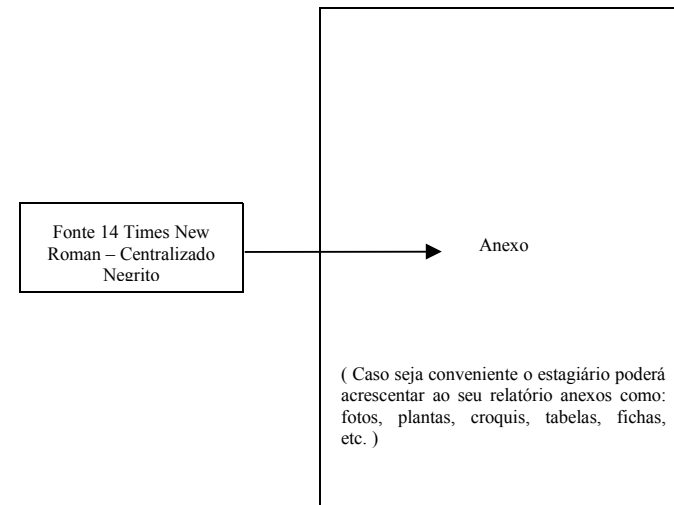 Fonte 14 Times New
Roman – Centralizado
Negrito
Anexo
( Caso seja conveniente o estagiário poderá
acrescentar ao seu relatório anexos como:
fotos, plantas, croquis, tabelas, fichas,
etc. )